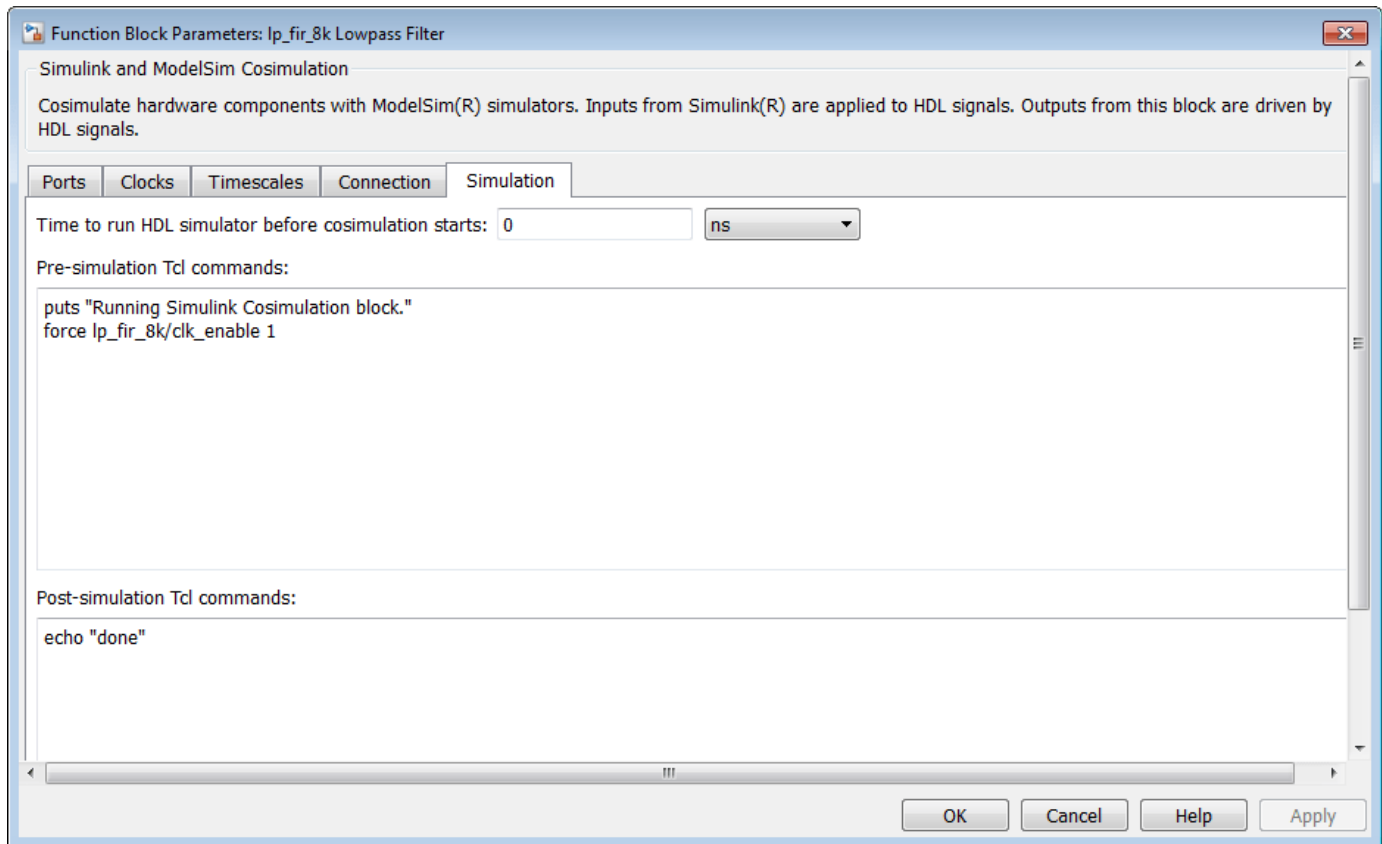 Function Block Parameters: lp_fir_8k Lowpass Filter
Simulink and ModelSim Cosimulation
Cosimulate hardware components with ModelSim(R) simulators. Inputs from Simulink(R) are applied to HDL signals. Outputs from this block are driven by
HDL signals.
Ports Clocks Timescales Connection Simulation
Time to run HDL simulator before cosimulation starts: 0 ns
Pre-simulation Tcl commands:
puts "Running Simulink Cosimulation block."
force lp_fir_8k/clk_enable 1
Post-simulation Tcl commands:
echo "done"
OK Cancel Help Apply